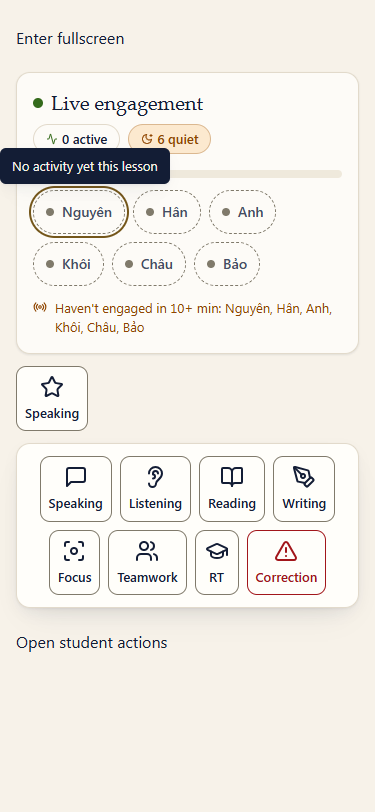 Enter fullscreen
Live engagement
0 active
6 quiet
No activity yet this lesson
Nguyên
Hân
Anh
Khôi
Châu
Bảo
Haven't engaged in 10+ min: Nguyên, Hân, Anh,
Khôi, Châu, Bảo
Speaking
Speaking
Listening
Reading
Writing
Focus
Teamwork
RT
Correction
Open student actions